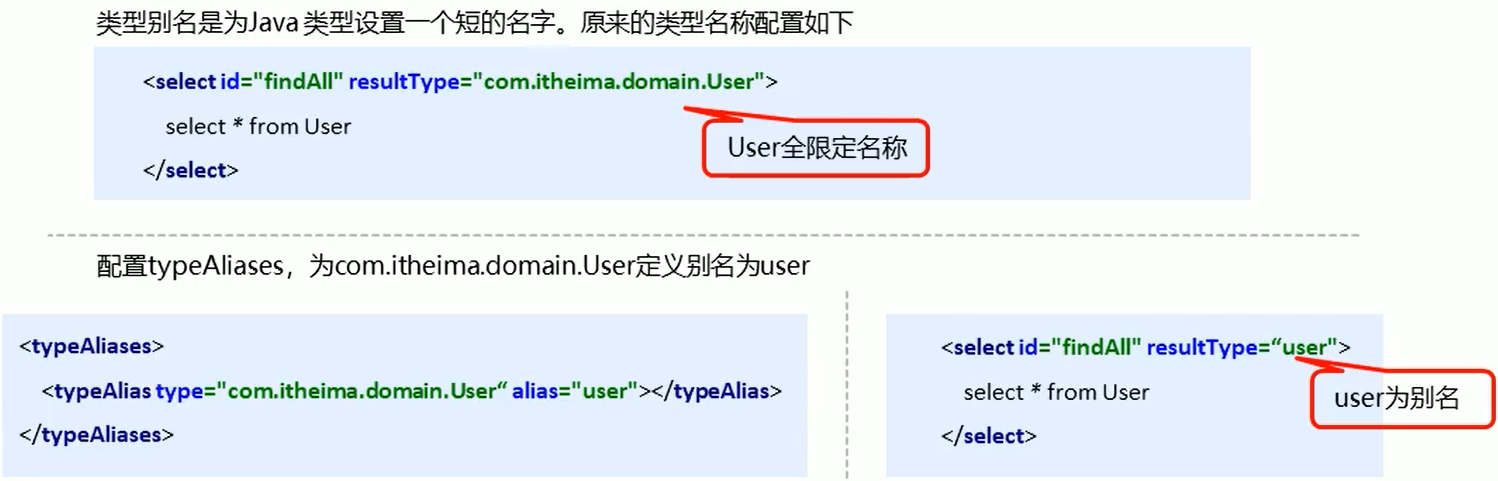 类型别名是为Java 类型设置一个短的名字。原来的类型名称配置如下
<select id="findAll" resultType="com.itheima.domain.User">
select * from User
User全限定名称
</select>
配置typeAliases，为com.itheima.domain.User定义别名为user
<typeAliases>
<typeAlias type="com.itheima.domain.User“ alias="user"></typeAlias>
</typeAliases>
<select id="findAll" resultType=“user">
select * from User
user为别名
</select>